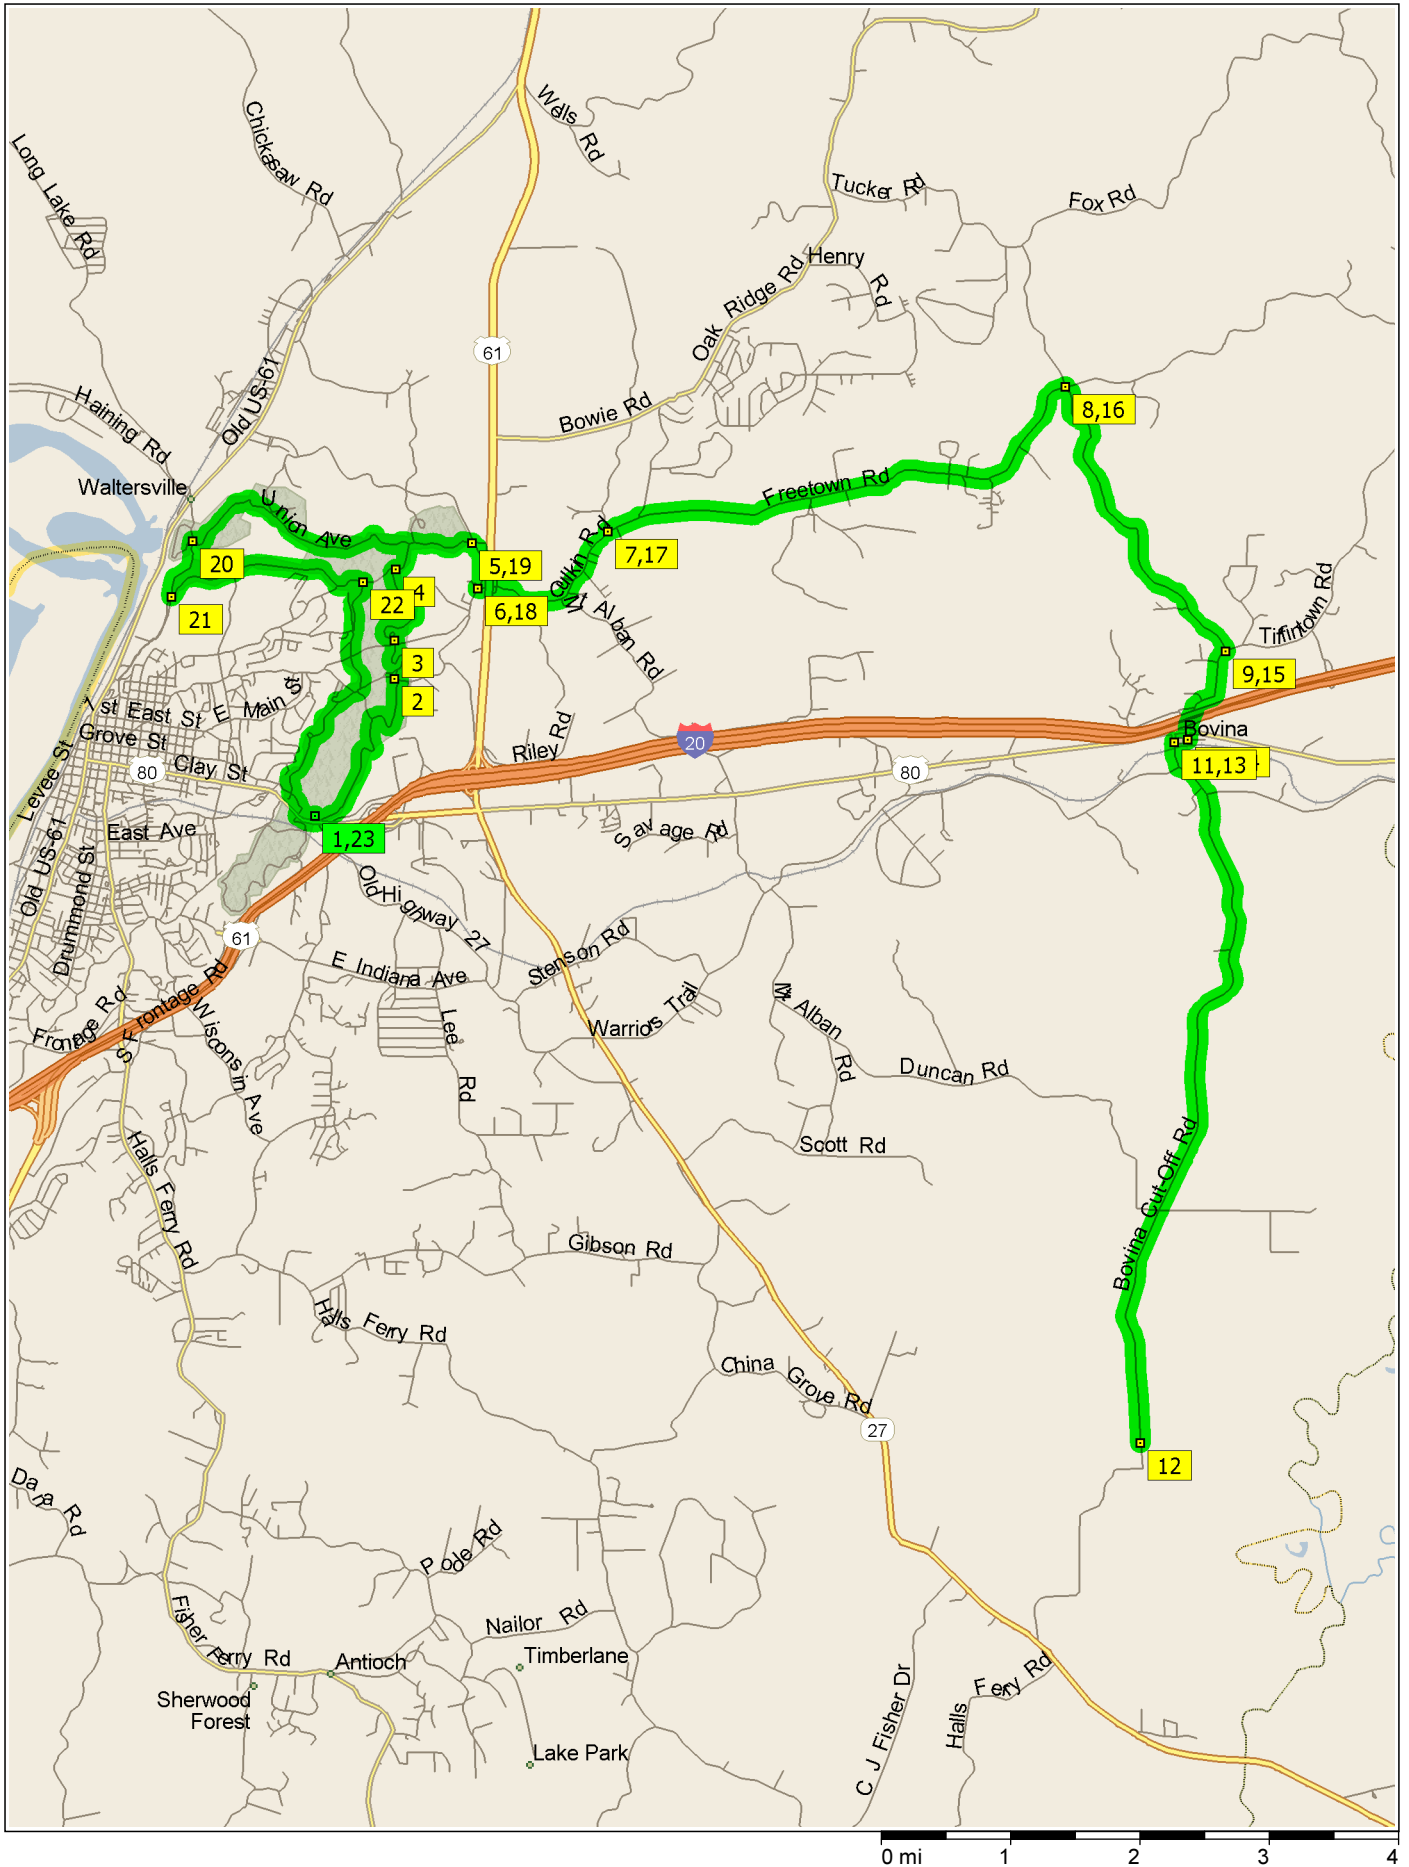 Wells Rd
Chickasaw Rd
Long Lake Rd
Tucker Rd
Fox Rd
Henry Rd
Oak Ridge Rd
61
Old US-61
Haining Rd
Bowie Rd
8,16
Waltersville
Union Ave
Freetown Rd
Culkin Rd
7,17
5,19
20
4
22
6,18
21
Mt Alban Rd
Tiffintown Rd
3
9,15
2
1st East St
E Main St
Grove St
Levee St
80
Clay St
Riley Rd
20
Bovina
80
11,13
East Ave
1,23
Savage Rd
Old US-61
Drummond St
Old Highway 27
61
E Indiana Ave
Stenson Rd
Frontage Rd
S Frontage Rd
Wisconsin Ave
Lee Rd
Warriors Trail
Mt Alban Rd
Duncan Rd
Scott Rd
Halls Ferry Rd
Bovina Cut-Off Rd
Gibson Rd
Halls Ferry Rd
China Grove Rd
27
12
Dana Rd
Poole Rd
Nailor Rd
Fisher Ferry Rd
Antioch
Timberlane
Sherwood
Forest
Lake Park
C J Fisher Dr
Halls Ferry Rd
0 mi 1 2 3 4